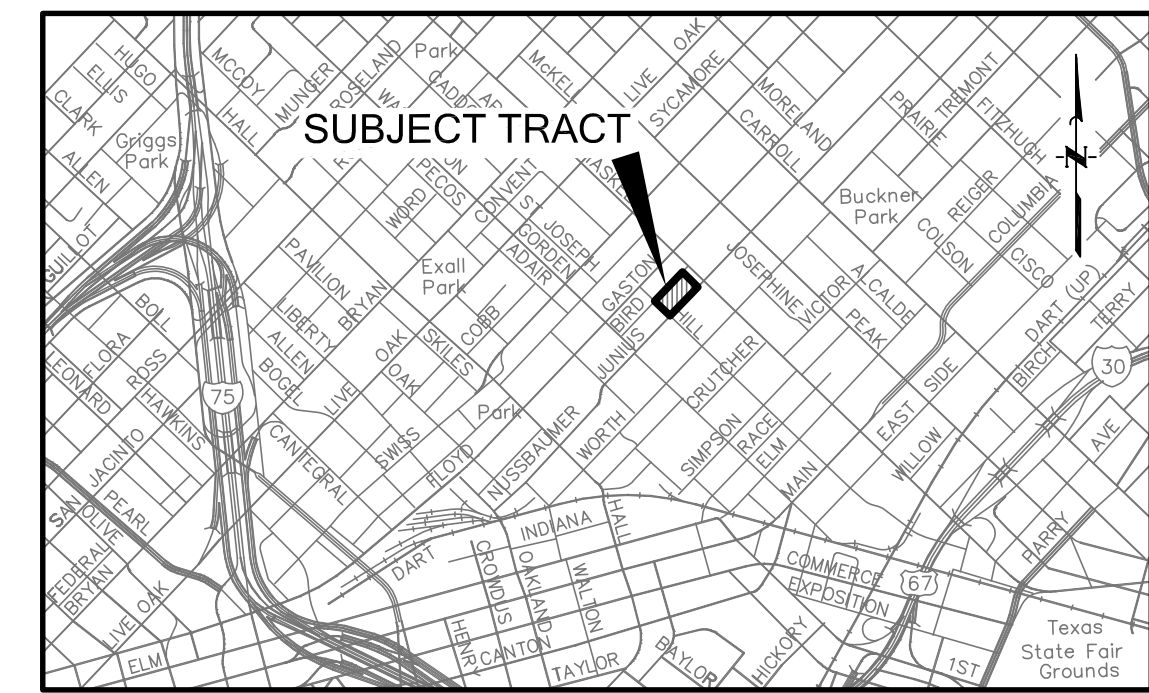 HUGO
ELLIS
CLARK
ALLEN
Griggs
Park
GUILLOT
MCCOY
HALL
MUNGER
ROSELAND
Park
CADDO
McKELL
LIVE
OAK
SYCAMORE
MORELAND
CARROLL
PRAIRIE
TREMONT
FITZHUGH
-N-
SUBJECT TRACT
WORD
PECOS
CONVENT
ST JOSEPH
GORDEN
ADAIR
Buckner
Park
REIGER
COLUMBIA
COLSON
CISCO
DART (UP)
TERRY
BIRCH
30
PAVILION
BRYAN
LIBERTY
ALLEN
BOGEL
LIVE
OAK
OAK
Exall
Park
SKILES
COBB
GASTON
BIRD
JUNIUS
HILL
JOSEPHINE
VICTOR
ALCALDE
PEAK
BOLL
FLORA
LEONARD
ROSS
HAWKINS
75
CANTEGRAL
SWISS
FLOYD
Park
NUSSBAUMER
WORTH
CRUTCHER
SIMPSON
RACE
ELM
MAIN
EAST SIDE
WILLOW
AVE
PARRY
JACINTO
SAN
PEARL
OLIVE
FEDERAL
BRYAN
LIVE OAK
ELM
DART
INDIANA
HALL
CROWDUS
OAKLAND
WALTON
HENRY
CANTON
TAYLOR
BAYLOR
HICKORY
COMMERCE
EXPOSITION
67
1ST
Texas
State Fair
Grounds